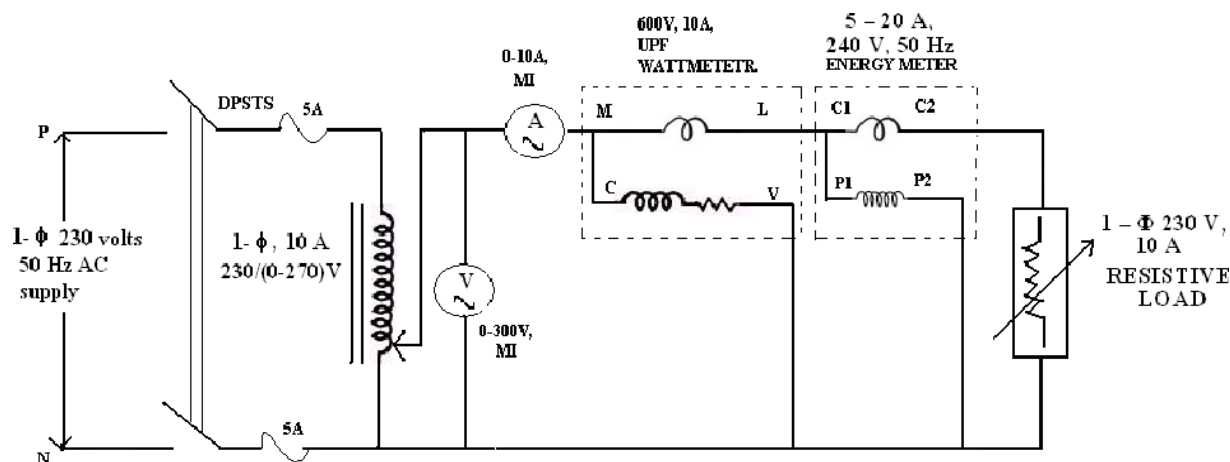 600V, 10A,
UPF
WATTMETETR.
5 – 20 A,
240 V, 50 Hz
ENERGY METER
0-10A,
MI
DPSTS
5A
M
L
C1
C2
P
A
C
V
P1
P2
1-ϕ 230 volts
50 Hz AC
supply
1-ϕ, 10 A
230/(0-270)V
V
0-300V,
MI
1 – Φ 230 V,
10 A
RESISTIVE
LOAD
5A
N